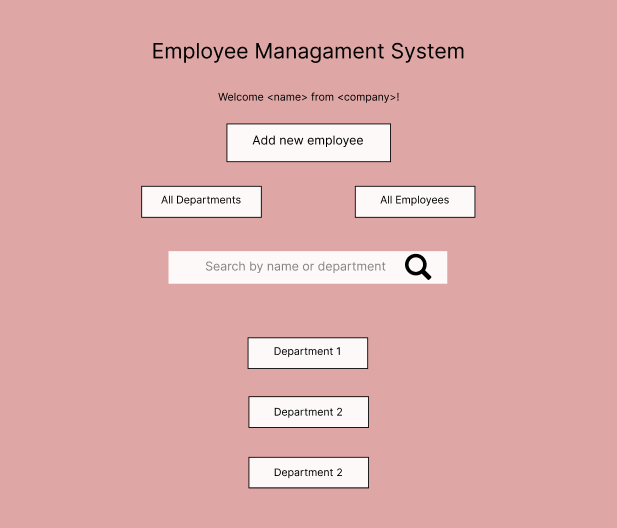 Employee Managament System
Welcome <name> from <company>!
Add new employee
All Departments
All Employees
Search by name or department
Department 1
Department 2
Department 2